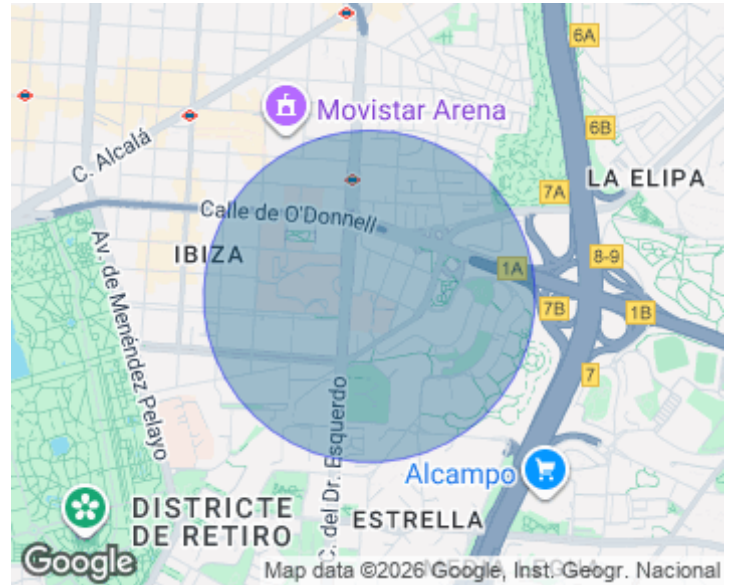 6A
Movistar Arena
6B
C. Alcalá
7A
LA ELIPA
Calle de O'Donnell
IBIZA
8-9
1A
Av. de Menéndez Pelayo
7B
1B
7
C. del Dr. Esquerdo
Alcampo
DISTRICTE
DE RETIRO
ESTRELLA
Google
Map data ©2026 Google, Inst. Geogr. Nacional